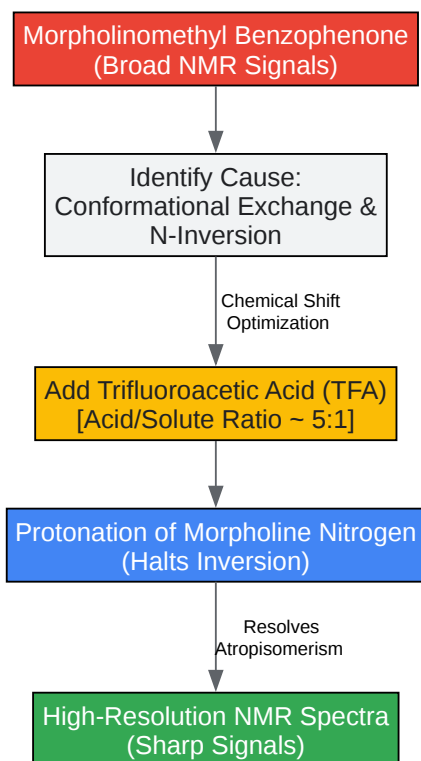 Morpholinomethyl Benzophenone
(Broad NMR Signals)
Identify Cause:
Conformational Exchange &
N-Inversion
Chemical Shift
Optimization
Add Trifluoroacetic Acid (TFA)
[Acid/Solute Ratio ~ 5:1]
Protonation of Morpholine Nitrogen
(Halts Inversion)
Resolves
Atropisomerism
High-Resolution NMR Spectra
(Sharp Signals)